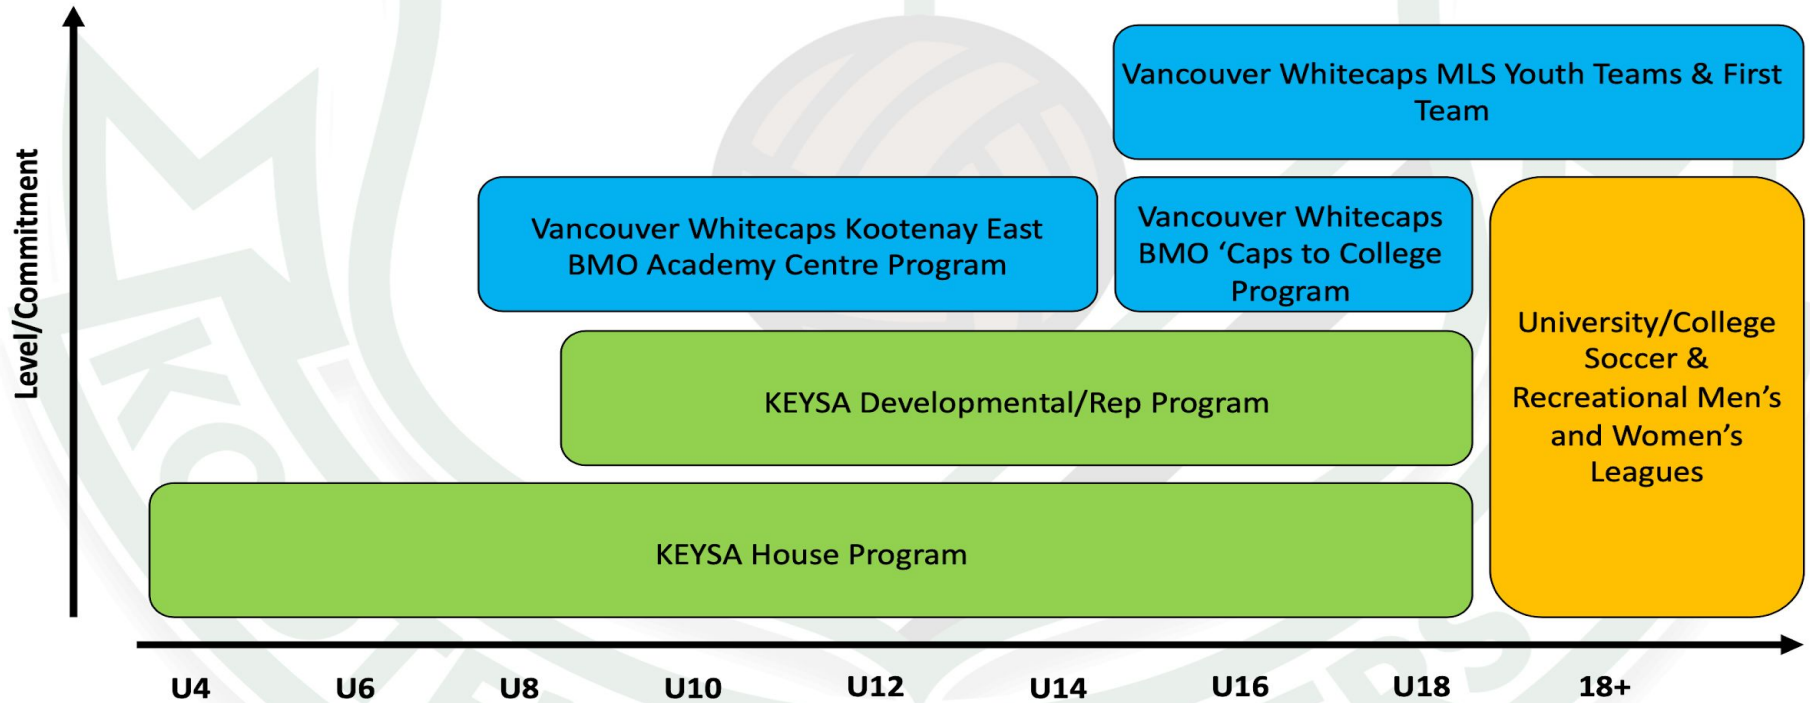 Level/Commitment
Vancouver Whitecaps MLS Youth Teams & First
Team
Vancouver Whitecaps Kootenay East
BMO Academy Centre Program
Vancouver Whitecaps
BMO ‘Caps to College
Program
University/College
Soccer &
Recreational Men’s
and Women’s
Leagues
KEYSA Developmental/Rep Program
KEYSA House Program
U4 U6 U8 U10 U12 U14 U16 U18 18+